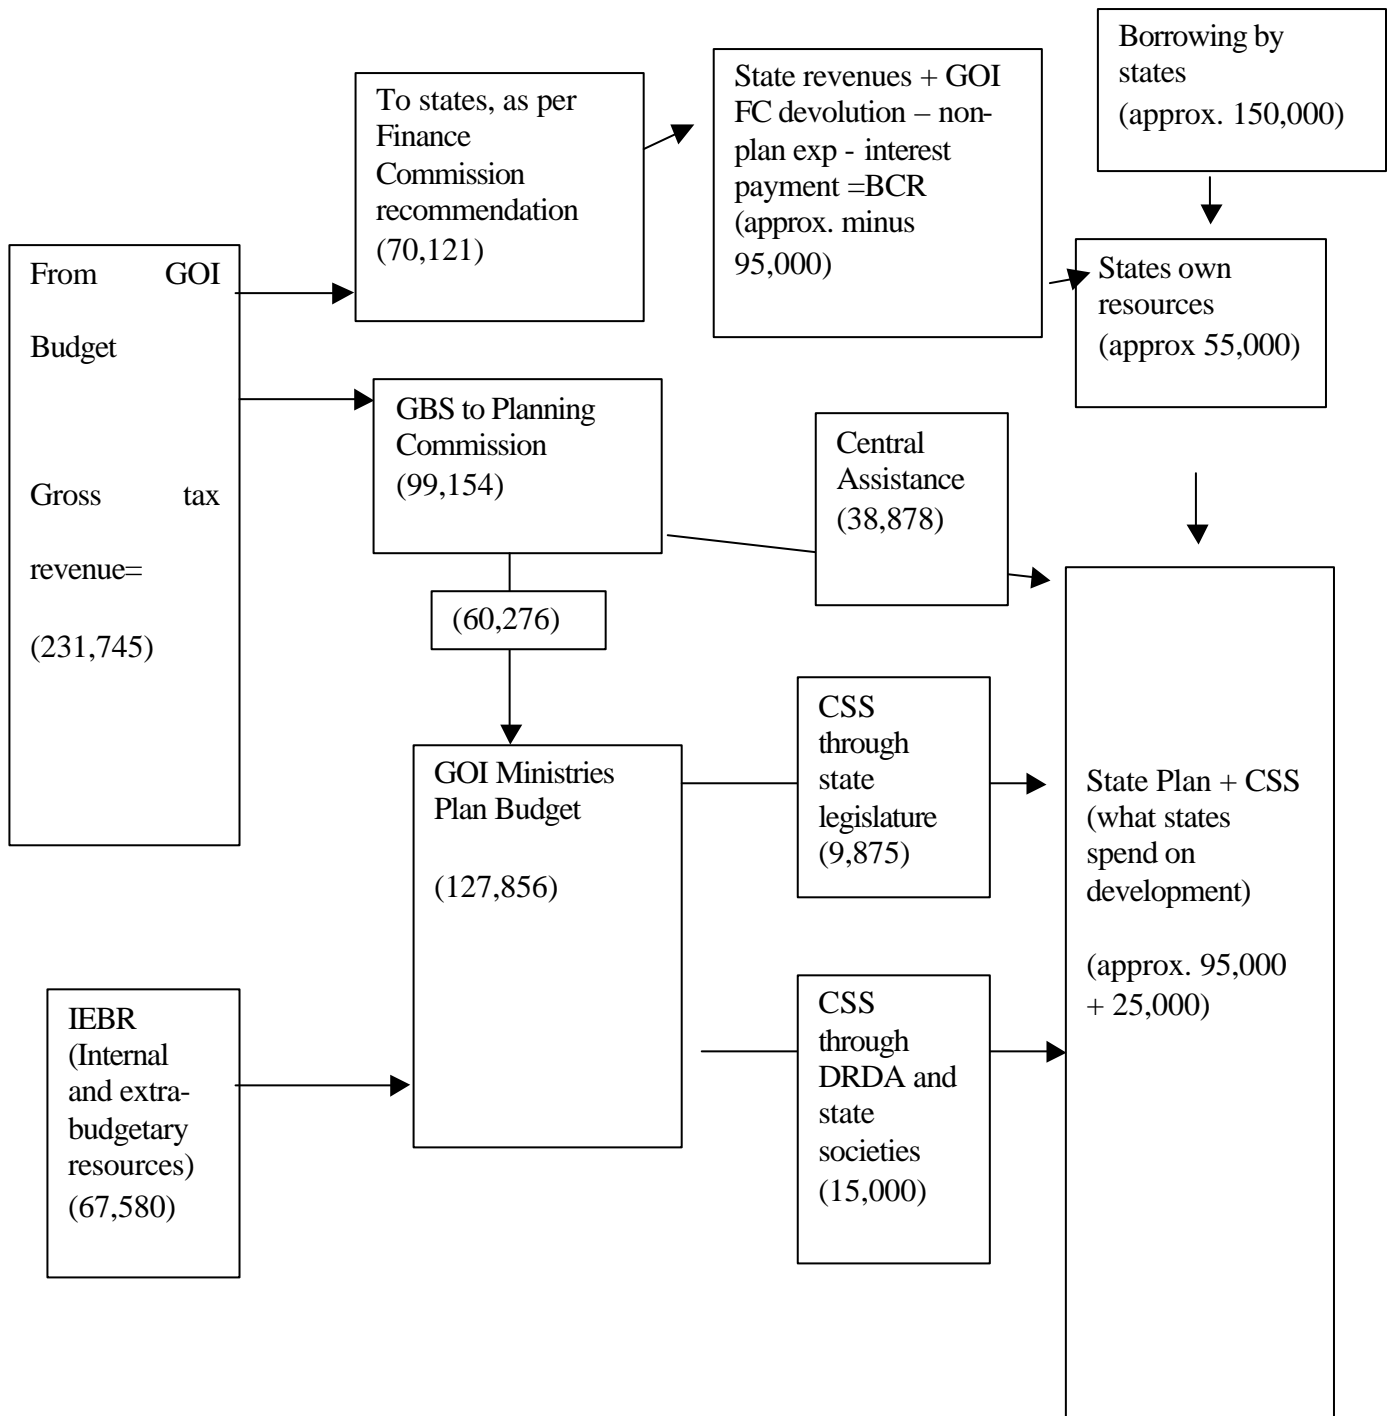 Borrowing by
states
(approx. 150,000)
To states, as per
Finance
Commission
recommendation
(70,121)
State revenues + GOI
FC devolution – non-
plan exp - interest
payment =BCR
(approx. minus
95,000)
From GOI
Budget
Gross tax
revenue=
(231,745)
States own
resources
(approx 55,000)
GBS to Planning
Commission
(99,154)
Central
Assistance
(38,878)
(60,276)
GOI Ministries
Plan Budget
(127,856)
CSS
through
state
legislature
(9,875)
State Plan + CSS
(what states
spend on
development)
(approx. 95,000
+ 25,000)
IEBR
(Internal
and extra-
budgetary
resources)
(67,580)
CSS
through
DRDA and
state
societies
(15,000)